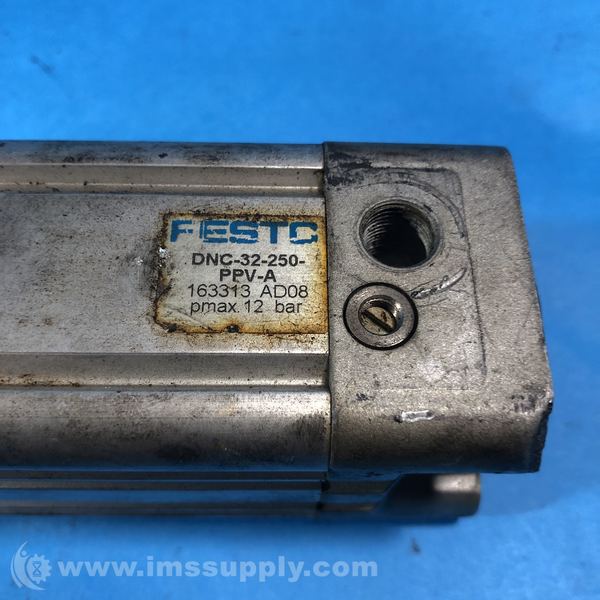 FESTO
DNC-32-250-
PPV-A
163313 AD08
pmax.12 bar
www.imssupply.com